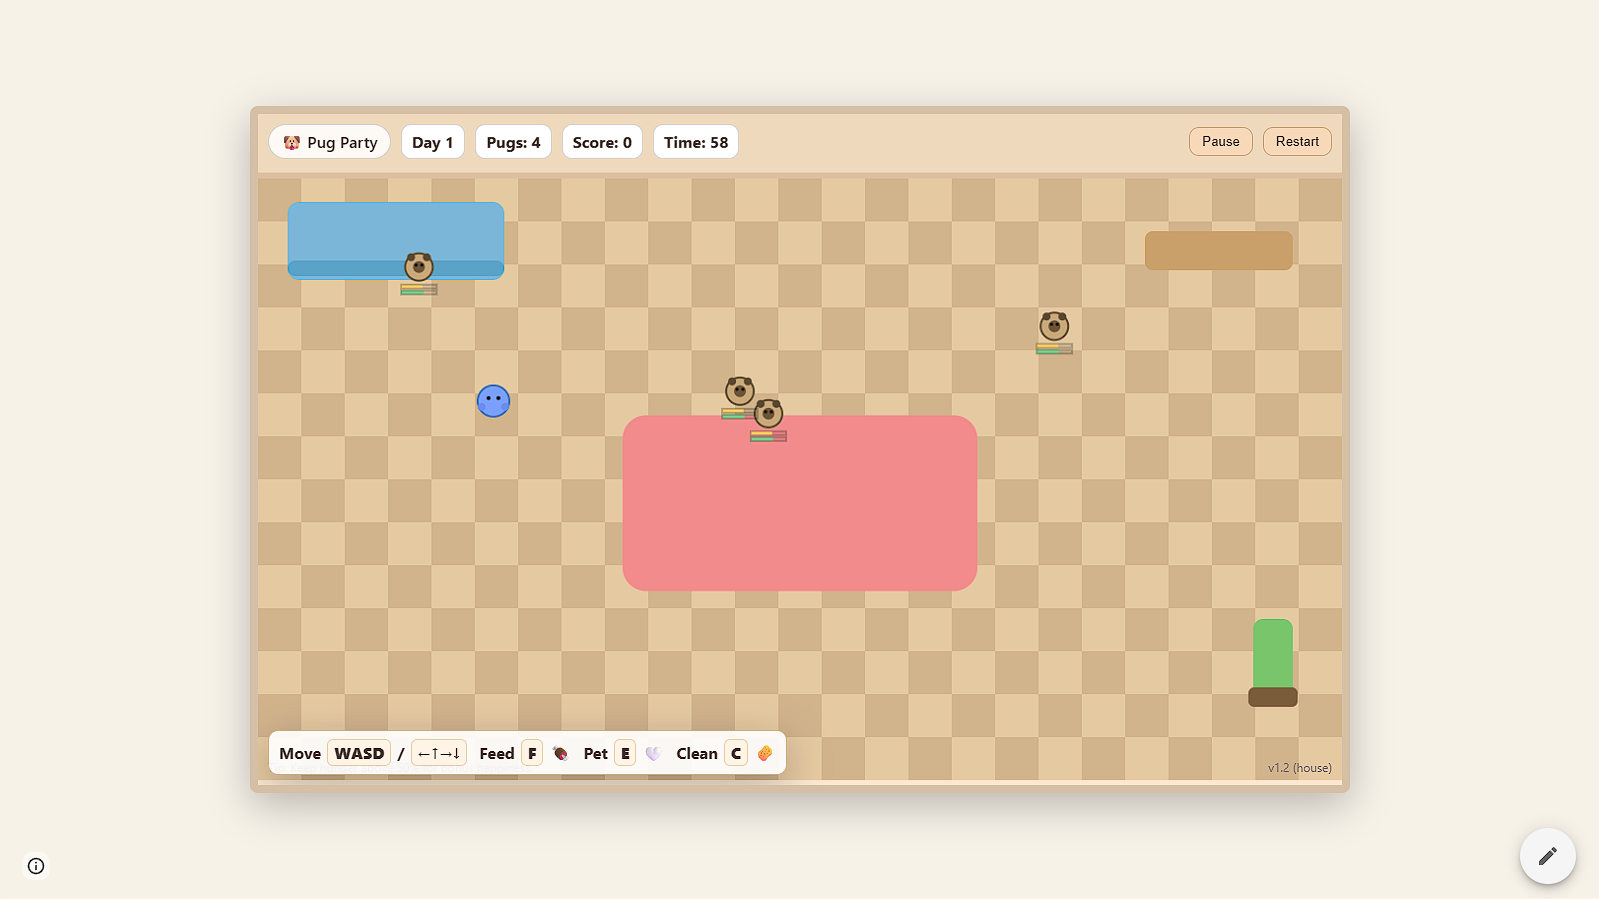 Pug Party
Day 1
Pugs: 4
Score: 0
Time: 58
Pause
Restart
Move WASD / ←↑→↓ Feed F Pet E Clean C
v1.2 (house)